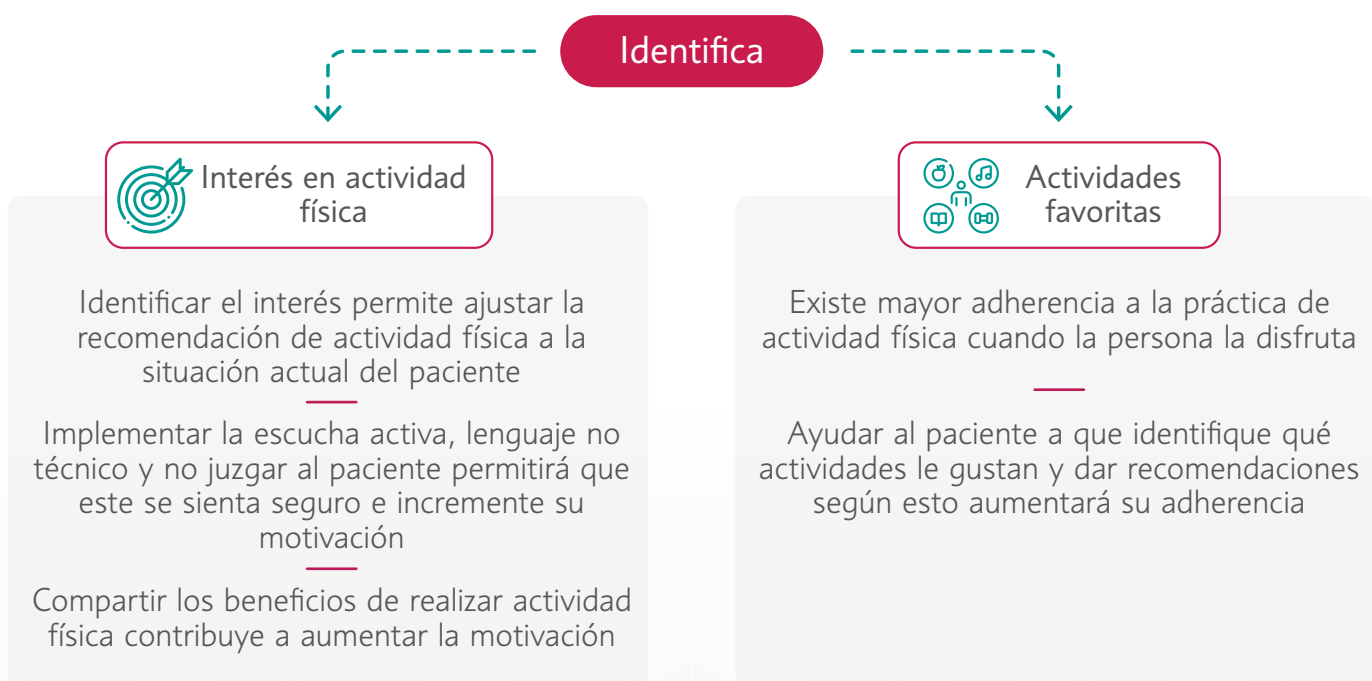 Identifica
Interés en actividad
física
Identificar el interés permite ajustar la
recomendación de actividad física a la
situación actual del paciente
Implementar la escucha activa, lenguaje no
técnico y no juzgar al paciente permitirá que
este se sienta seguro e incremente su
motivación
Compartir los beneficios de realizar actividad
física contribuye a aumentar la motivación
Actividades
favoritas
Existe mayor adherencia a la práctica de
actividad física cuando la persona la disfruta
Ayudar al paciente a que identifique qué
actividades le gustan y dar recomendaciones
según esto aumentará su adherencia